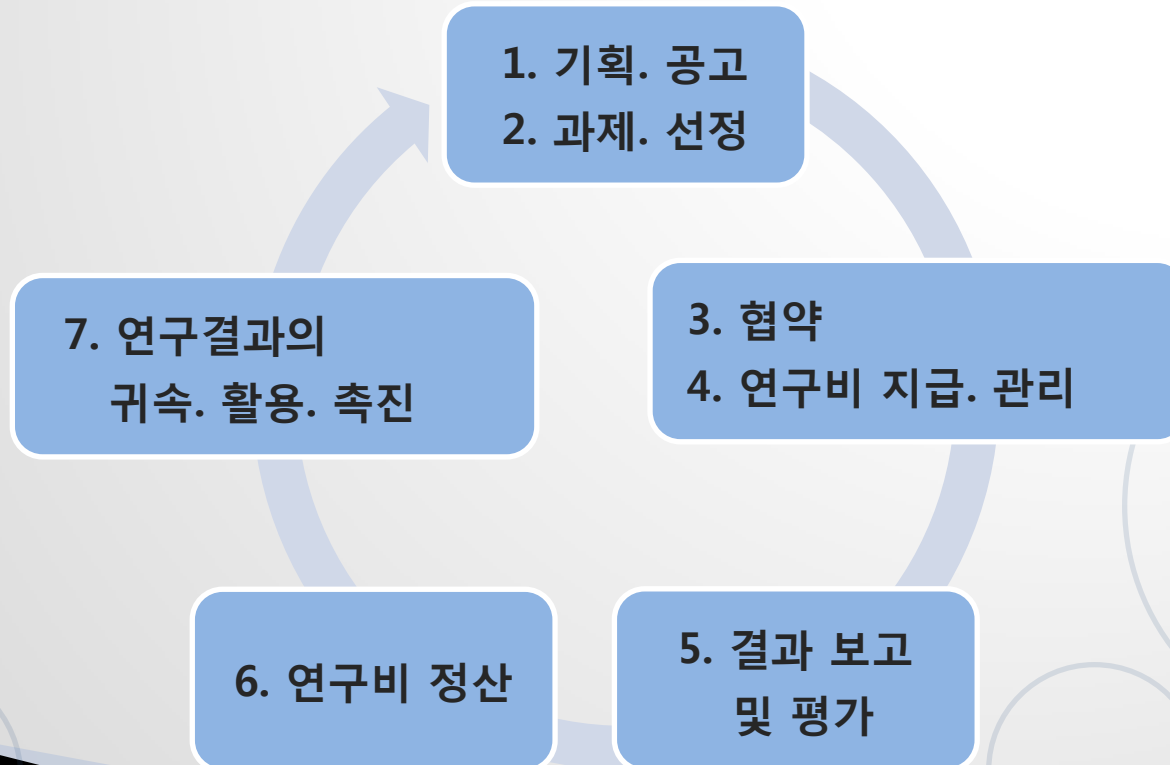 1. 기획. 공고
2. 과제. 선정
3. 협약
4. 연구비 지급. 관리
5. 결과 보고
및 평가
6. 연구비 정산
7. 연구결과의
귀속. 활용. 촉진